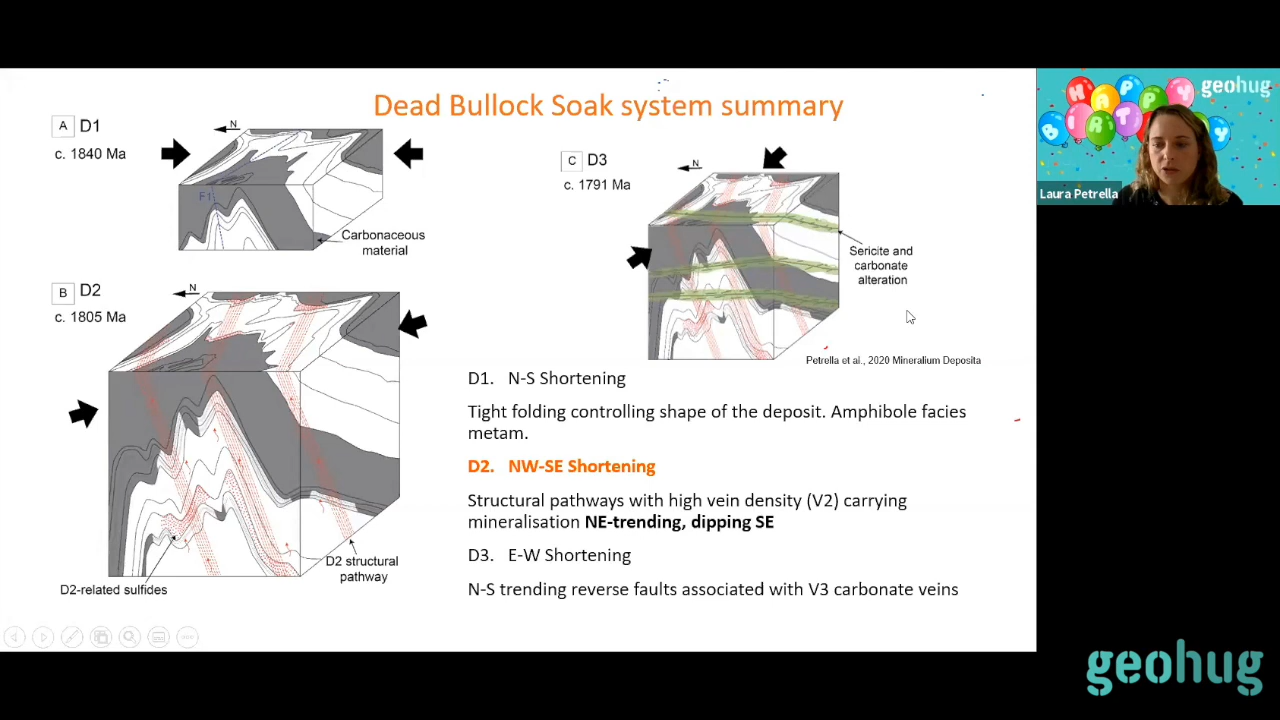 Dead Bullock Soak system summary
A D1
c. 1840 Ma
N
F1
Carbonaceous
material
B D2
c. 1805 Ma
N
D2 structural
pathway
D2-related sulfides
C D3
c. 1791 Ma
N
Sericite and
carbonate
alteration
Petrella et al., 2020 Mineralium Deposita
D1. N-S Shortening
Tight folding controlling shape of the deposit. Amphibole facies
metam.
D2. NW-SE Shortening
Structural pathways with high vein density (V2) carrying
mineralisation NE-trending, dipping SE
D3. E-W Shortening
N-S trending reverse faults associated with V3 carbonate veins
geohug
HAPPY
BIRT Y
Laura Petrella
geohug